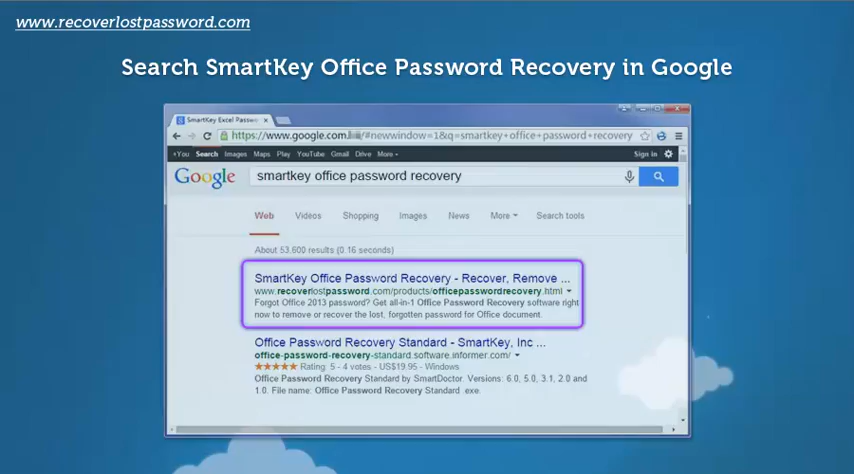 www.recoverlostpassword.com
Search SmartKey Office Password Recovery in Google
SmartKey Excel Passwo
https://www.google.com. /#newwindow=1&q=smartkey+office+password+recovery
+You Search Images Maps Play YouTube Gmail Drive More Sign in
Google smartkey office password recovery
Web Videos Shopping Images News More Search tools
About 53,600 results (0.16 seconds)
SmartKey Office Password Recovery - Recover, Remove ...
www.recoverlostpassword.com/products/officepasswordrecovery.html
Forgot Office 2013 password? Get all-in-1 Office Password Recovery software right
now to remove or recover the lost, forgotten password for Office document.
Office Password Recovery Standard - SmartKey, Inc ...
office-password-recovery-standard.software.informer.com/
Rating: 5 - 4 votes - US$19.95 - Windows
Office Password Recovery Standard by SmartDoctor. Versions: 6.0, 5.0, 3.1, 2.0 and
1.0. File name: Office Password Recovery Standard .exe.